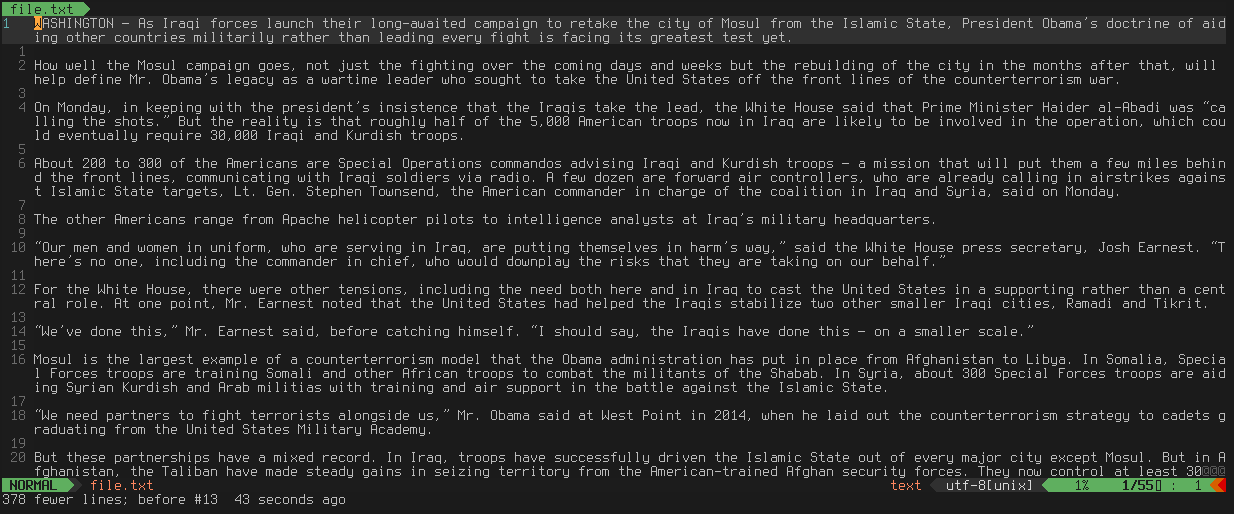 file.txt
1 WASHINGTON — As Iraqi forces launch their long-awaited campaign to retake the city of Mosul from the Islamic State, President Obama’s doctrine of aid
ing other countries militarily rather than leading every fight is facing its greatest test yet.
1
2 How well the Mosul campaign goes, not just the fighting over the coming days and weeks but the rebuilding of the city in the months after that, will
help define Mr. Obama’s legacy as a wartime leader who sought to take the United States off the front lines of the counterterrorism war.
3
4 On Monday, in keeping with the president’s insistence that the Iraqis take the lead, the White House said that Prime Minister Haider al-Abadi was “ca
lling the shots.” But the reality is that roughly half of the 5,000 American troops now in Iraq are likely to be involved in the operation, which cou
ld eventually require 30,000 Iraqi and Kurdish troops.
5
6 About 200 to 300 of the Americans are Special Operations commandos advising Iraqi and Kurdish troops — a mission that will put them a few miles behin
d the front lines, communicating with Iraqi soldiers via radio. A few dozen are forward air controllers, who are already calling in airstrikes agains
t Islamic State targets, Lt. Gen. Stephen Townsend, the American commander in charge of the coalition in Iraq and Syria, said on Monday.
7
8 The other Americans range from Apache helicopter pilots to intelligence analysts at Iraq’s military headquarters.
9
10 “Our men and women in uniform, who are serving in Iraq, are putting themselves in harm’s way,” said the White House press secretary, Josh Earnest. “T
here’s no one, including the commander in chief, who would downplay the risks that they are taking on our behalf.”
11
12 For the White House, there were other tensions, including the need both here and in Iraq to cast the United States in a supporting rather than a cent
ral role. At one point, Mr. Earnest noted that the United States had helped the Iraqis stabilize two other smaller Iraqi cities, Ramadi and Tikrit.
13
14 “We’ve done this,” Mr. Earnest said, before catching himself. “I should say, the Iraqis have done this — on a smaller scale.”
15
16 Mosul is the largest example of a counterterrorism model that the Obama administration has put in place from Afghanistan to Libya. In Somalia, Specia
l Forces troops are training Somali and other African troops to combat the militants of the Shabab. In Syria, about 300 Special Forces troops are aid
ing Syrian Kurdish and Arab militias with training and air support in the battle against the Islamic State.
17
18 “We need partners to fight terrorists alongside us,” Mr. Obama said at West Point in 2014, when he laid out the counterterrorism strategy to cadets g
raduating from the United States Military Academy.
19
20 But these partnerships have a mixed record. In Iraq, troops have successfully driven the Islamic State out of every major city except Mosul. But in A
fghanistan, the Taliban have made steady gains in seizing territory from the American-trained Afghan security forces. They now control at least 30@@@
NORMAL file.txt text utf-8[unix] 1% 1/55 : 1
378 fewer lines; before #13 43 seconds ago